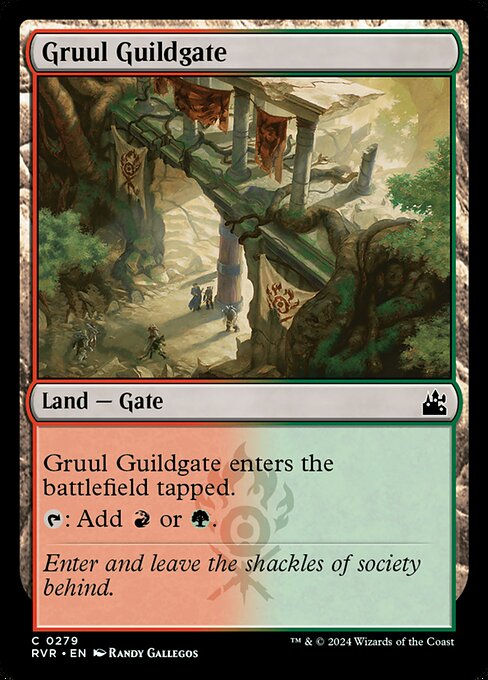 Gruul Guildgate
Land — Gate
Gruul Guildgate enters the
battlefield tapped.
: Add or .
Enter and leave the shackles of society
behind.
C 0279
RVR • EN Randy Gallegos
™ & © 2024 Wizards of the Coast